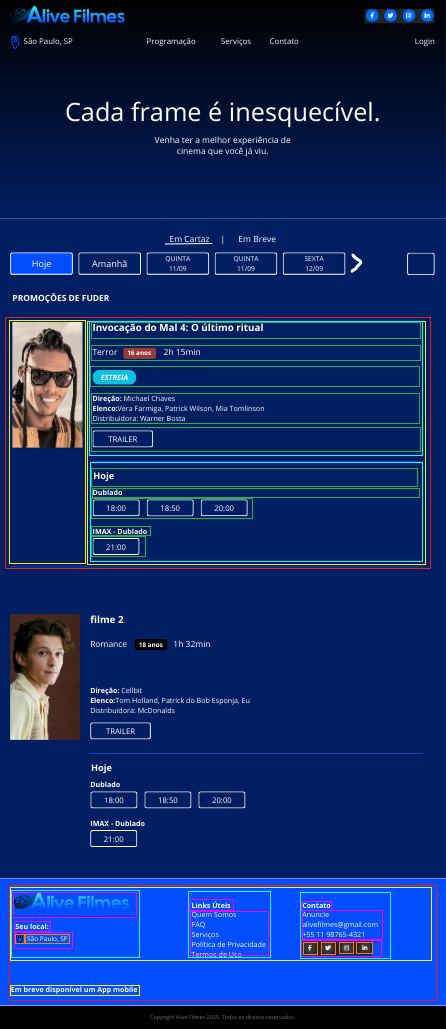 Alive Filmes
São Paulo, SP Programação Serviços Contato Login
Cada frame é inesquecível.
Venha ter a melhor experiência de
cinema que você já viu.
Em Cartaz | Em Breve
Hoje Amanhã QUINTA 11/09 QUINTA 11/09 SEXTA 12/09
PROMOÇÕES DE FUDER
Invocação do Mal 4: O último ritual
Terror 16 anos 2h 15min
ESTREIA
Direção: Michael Chaves
Elenco:Vera Farmiga, Patrick Wilson, Mia Tomlinson
Distribuidora: Warner Bosta
TRAILER
Hoje
Dublado
18:00 18:50 20:00
IMAX - Dublado
21:00
filme 2
Romance 18 anos 1h 32min
Direção: Cellbit
Elenco:Tom Holland, Patrick do Bob Esponja, Eu
Distribuidora: McDonalds
TRAILER
Hoje
Dublado
18:00 18:50 20:00
IMAX - Dublado
21:00
Alive Filmes
Seu local:
São Paulo, SP
Links Úteis
Quem Somos
FAQ
Serviços
Política de Privacidade
Termos de Uso
Contato
Anuncie
alivefilmes@gmail.com
+55 11 98765-4321
Em breve disponível um App mobile
Copyright Alive Filmes 2025. Todos os direitos reservados.